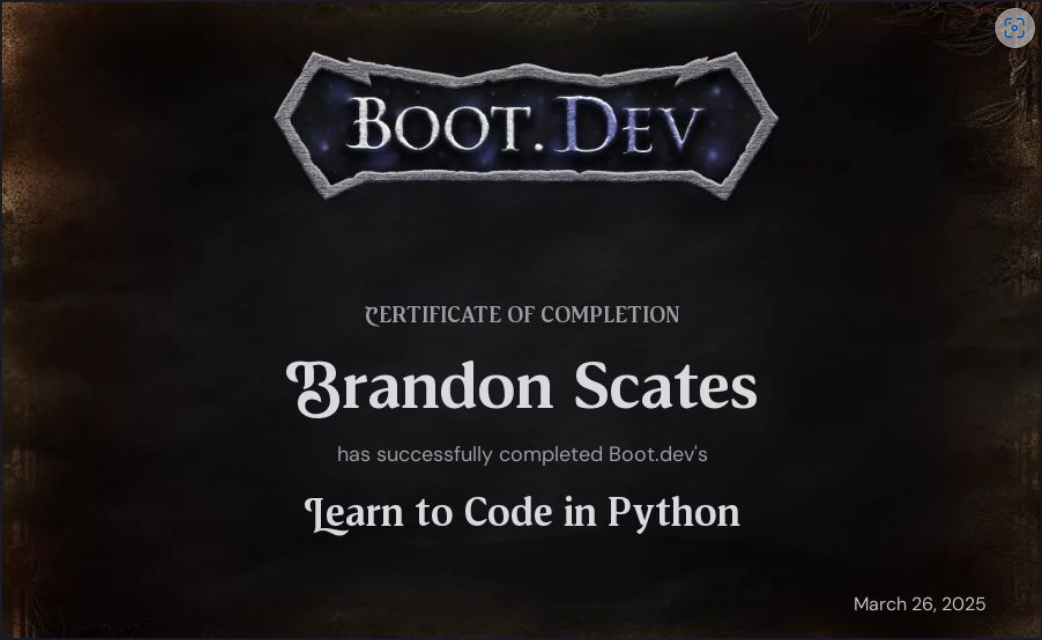 BOOT.DEV
CERTIFICATE OF COMPLETION
Brandon Scates
has successfully completed Boot.dev's
Learn to Code in Python
March 26, 2025